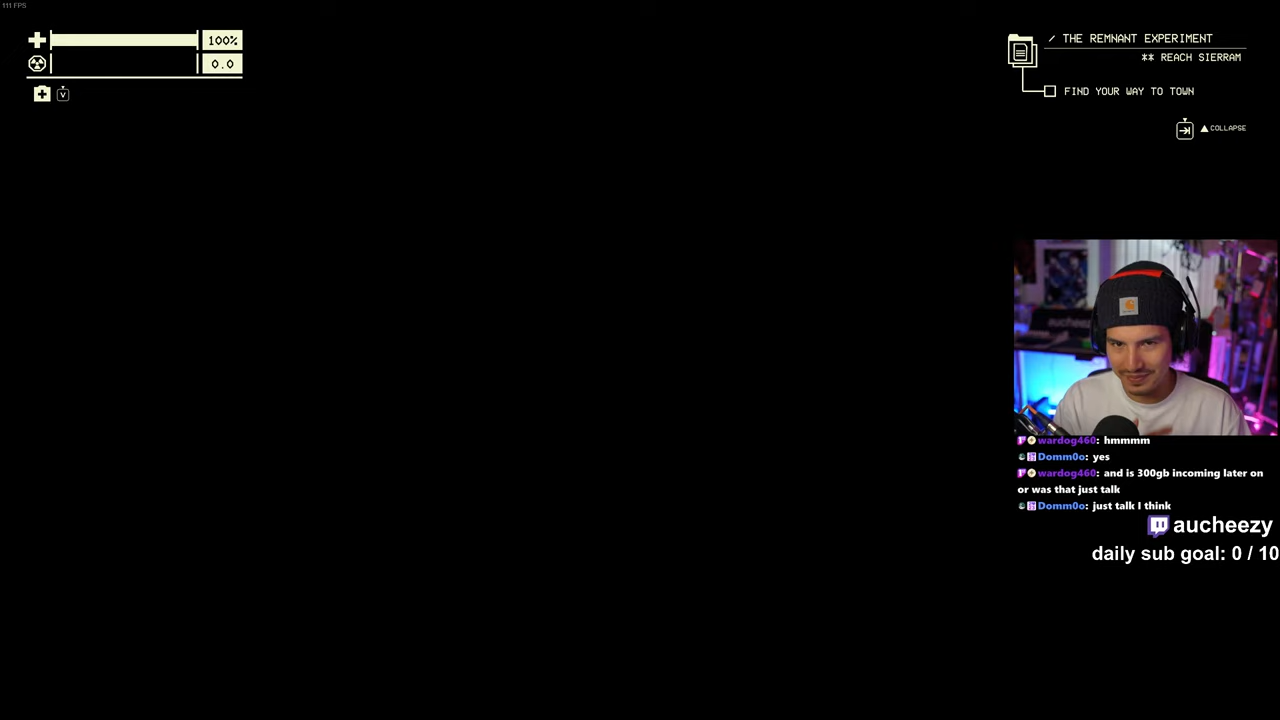 111 FPS
100%
0.0
V
/ THE REMNANT EXPERIMENT
** REACH SIERRAM
FIND YOUR WAY TO TOWN
COLLAPSE
wardog460: hmmmm
Domm0o: yes
wardog460: and is 300gb incoming later on
or was that just talk
Domm0o: just talk I think
aucheezy
daily sub goal: 0 / 10